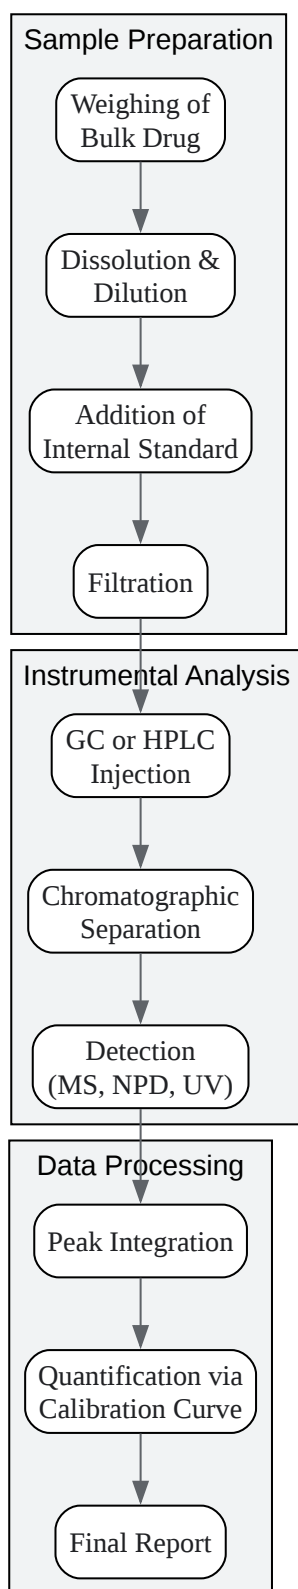 Sample Preparation
Weighing of
Bulk Drug
Dissolution &
Dilution
Addition of
Internal Standard
Filtration
Instrumental Analysis
GC or HPLC
Injection
Chromatographic
Separation
Detection
(MS, NPD, UV)
Data Processing
Peak Integration
Quantification via
Calibration Curve
Final Report